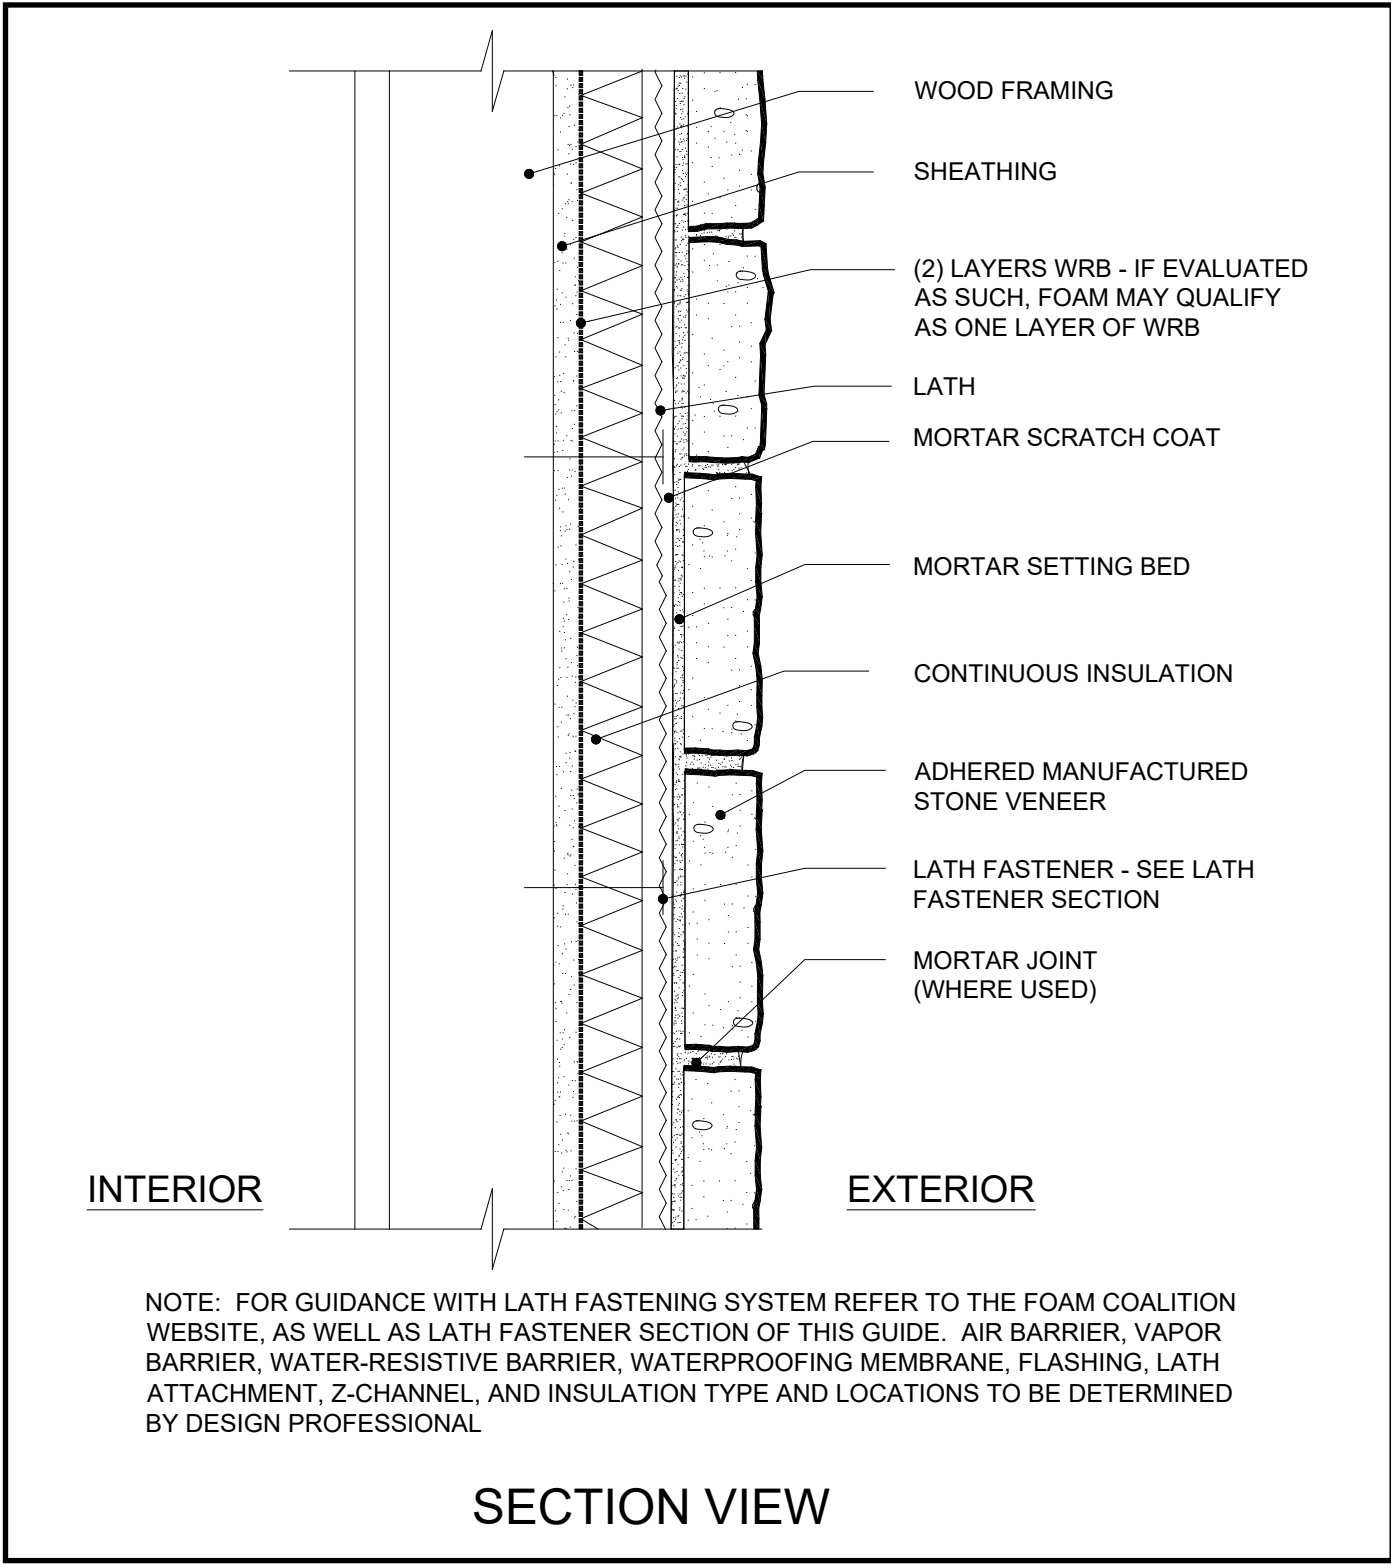 WOOD FRAMING
SHEATHING
(2) LAYERS WRB - IF EVALUATED
AS SUCH, FOAM MAY QUALIFY
AS ONE LAYER OF WRB
LATH
MORTAR SCRATCH COAT
MORTAR SETTING BED
CONTINUOUS INSULATION
ADHERED MANUFACTURED
STONE VENEER
LATH FASTENER - SEE LATH
FASTENER SECTION
MORTAR JOINT
(WHERE USED)
INTERIOR
EXTERIOR
NOTE: FOR GUIDANCE WITH LATH FASTENING SYSTEM REFER TO THE FOAM COALITION
WEBSITE, AS WELL AS LATH FASTENER SECTION OF THIS GUIDE. AIR BARRIER, VAPOR
BARRIER, WATER-RESISTIVE BARRIER, WATERPROOFING MEMBRANE, FLASHING, LATH
ATTACHMENT, Z-CHANNEL, AND INSULATION TYPE AND LOCATIONS TO BE DETERMINED
BY DESIGN PROFESSIONAL
SECTION VIEW